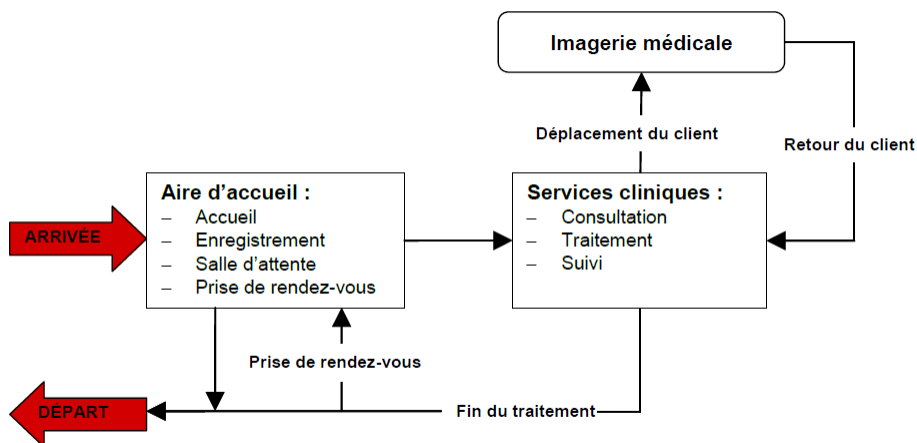 Imagerie médicale
Déplacement du client
Retour du client
Aire d'accueil :
– Accueil
– Enregistrement
– Salle d'attente
– Prise de rendez-vous
Services cliniques :
– Consultation
– Traitement
– Suivi
ARRIVÉE
Prise de rendez-vous
DÉPART
Fin du traitement